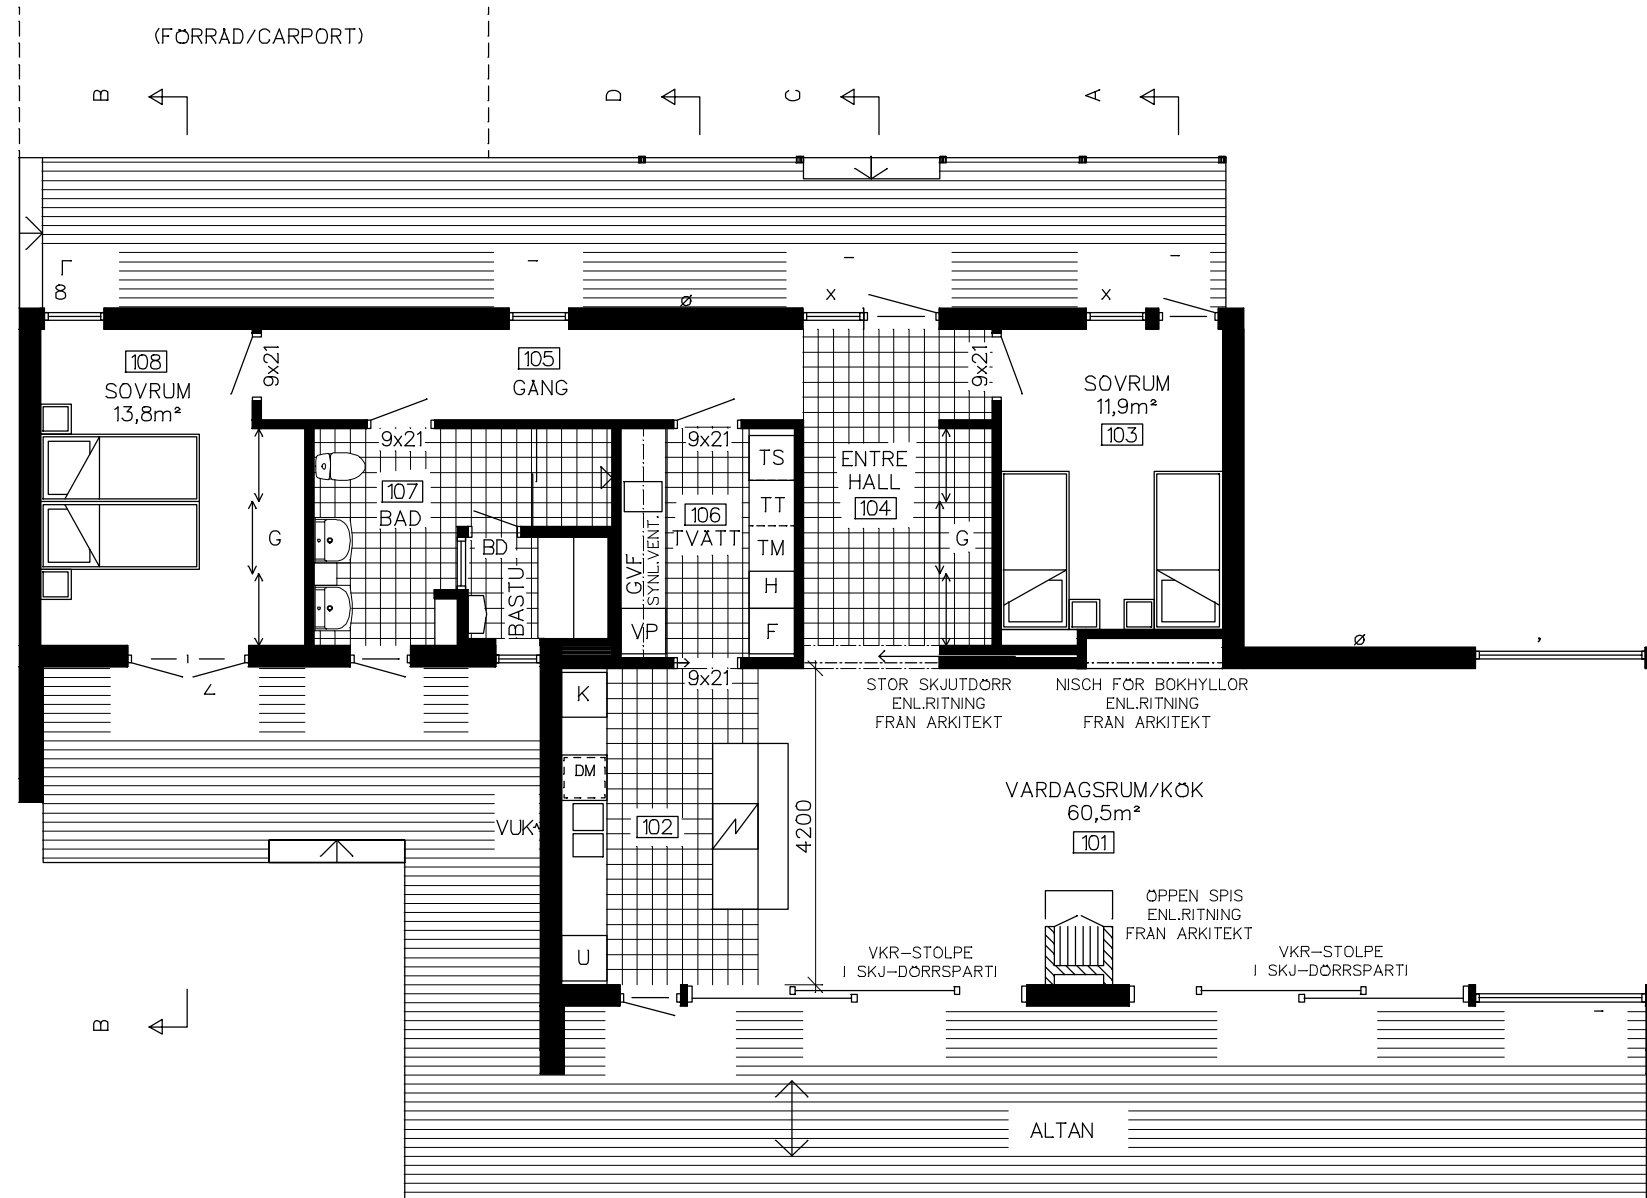 (FÖRRÅD/CARPORT)
B
D
C
A
8
x
x
ø
108
SOVRUM
13,8m²
9x21
105
GÅNG
9x21
SOVRUM
11,9m²
103
9x21
9x21
107
BAD
G
BD
BASTU
GVF
SYNL.VENT.
VP
106
TVÄTT
TS
TT
TM
H
F
ENTRE
HALL
104
G
9x21
K
DM
VUK
U
102
4200
STOR SKJUTDÖRR
ENL.RITNING
FRÅN ARKITEKT
NISCH FÖR BOKHYLLOR
ENL.RITNING
FRÅN ARKITEKT
ø
VARDAGSRUM/KÖK
60,5m²
101
ÖPPEN SPIS
ENL.RITNING
FRÅN ARKITEKT
VKR-STOLPE
I SKJ-DÖRRSPARTI
VKR-STOLPE
I SKJ-DÖRRSPARTI
B
ALTAN